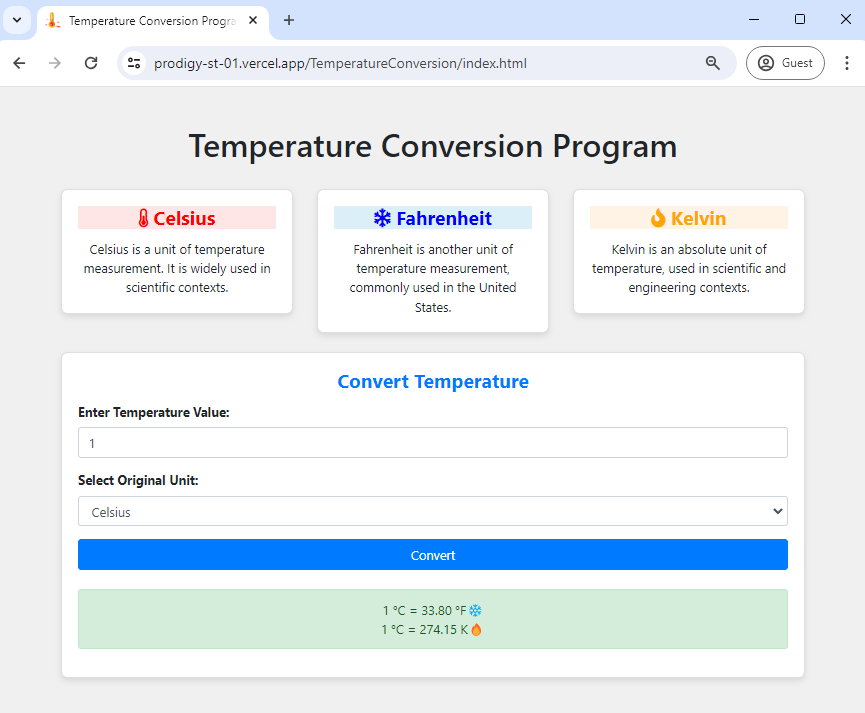 Temperature Conversion Progra
prodigy-st-01.vercel.app/TemperatureConversion/index.html
Guest
Temperature Conversion Program
Celsius
Celsius is a unit of temperature
measurement. It is widely used in
scientific contexts.
Fahrenheit
Fahrenheit is another unit of
temperature measurement,
commonly used in the United
States.
Kelvin
Kelvin is an absolute unit of
temperature, used in scientific and
engineering contexts.
Convert Temperature
Enter Temperature Value:
1
Select Original Unit:
Celsius
Convert
1 °C = 33.80 °F
1 °C = 274.15 K